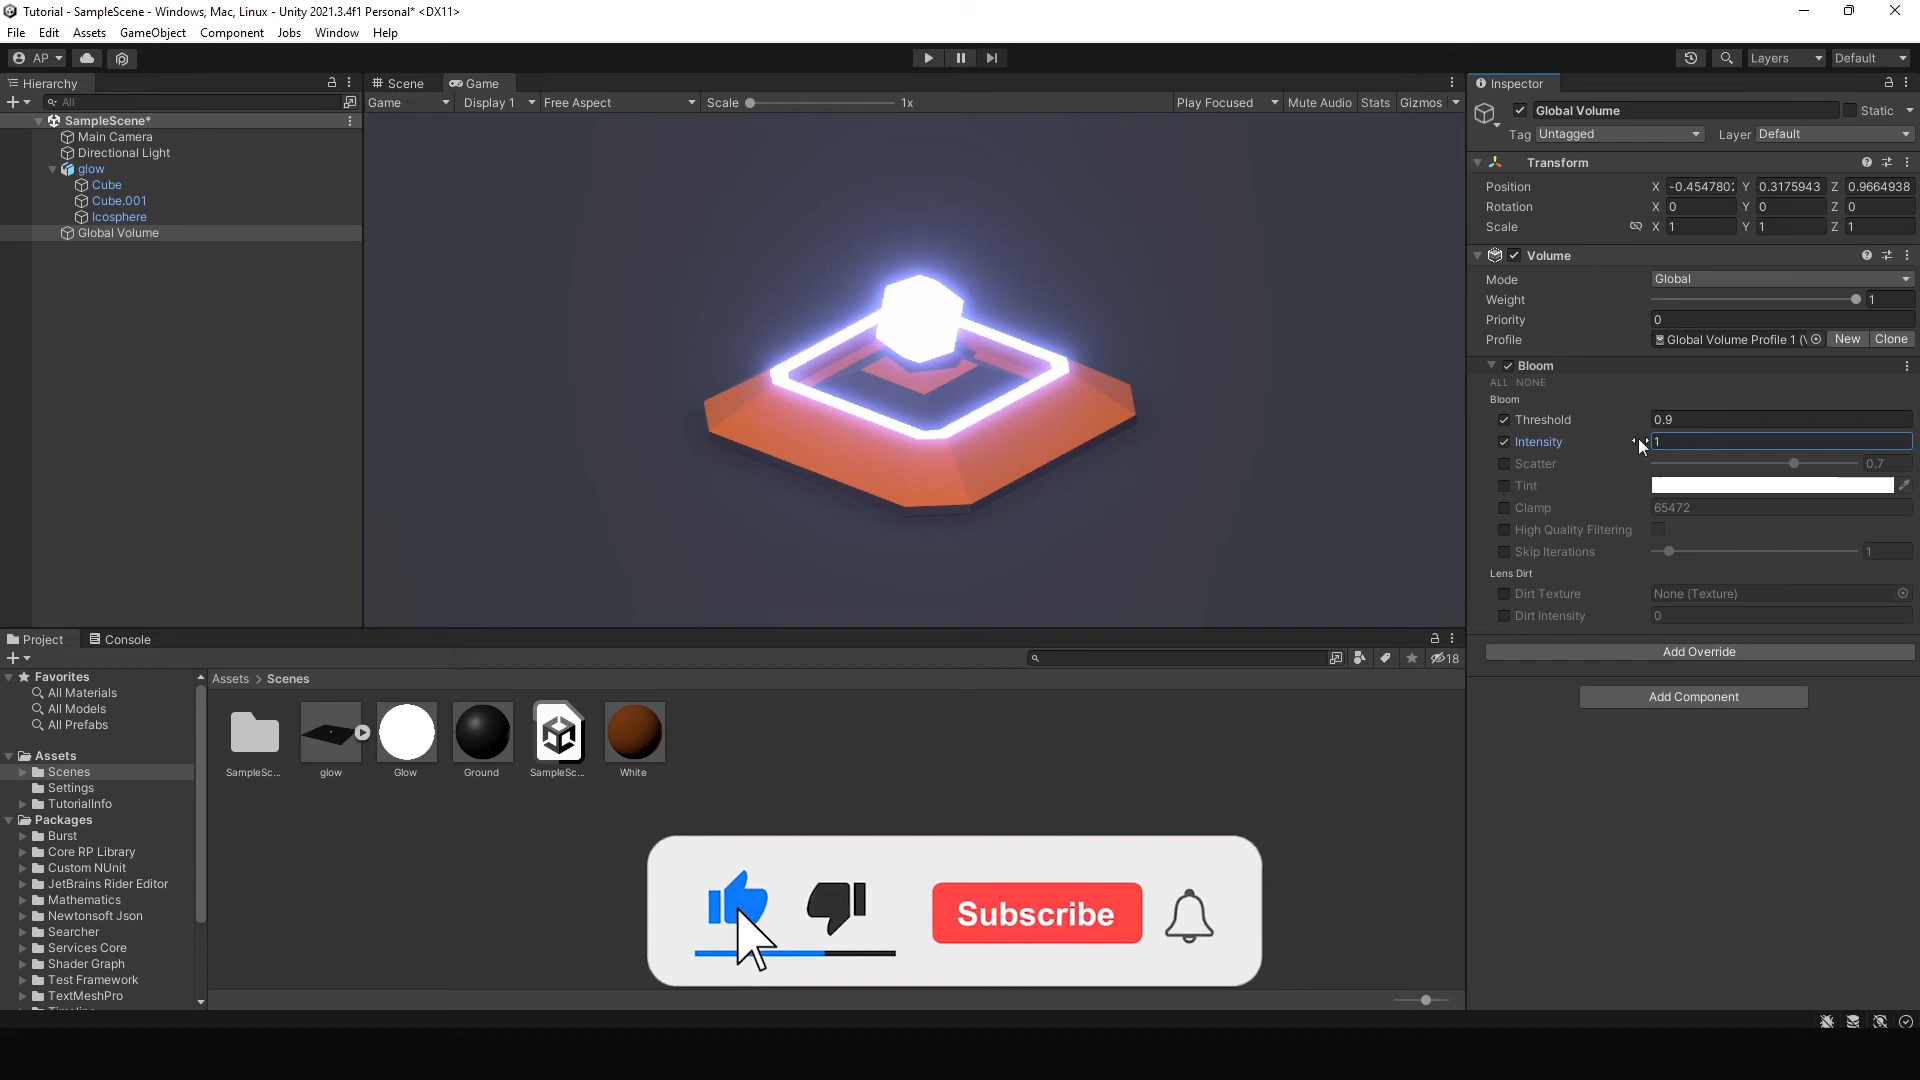 Tutorial - SampleScene - Windows, Mac, Linux - Unity 2021.3.4f1 Personal* <DX11>
File Edit Assets GameObject Component Jobs Window Help
AP
Layers
Default
Hierarchy
All
SampleScene*
Main Camera
Directional Light
glow
Cube
Cube.001
Icosphere
Global Volume
Scene
Game
Game
Display 1
Free Aspect
Scale
1x
Play Focused
Mute Audio
Stats
Gizmos
Inspector
Global Volume
Static
Tag Untagged
Layer Default
Transform
Position X -0.454780 Y 0.3175943 Z 0.9664938
Rotation X 0 Y 0 Z 0
Scale X 1 Y 1 Z 1
Volume
Mode Global
Weight 1
Priority 0
Profile Global Volume Profile 1 (V New Clone
Bloom
ALL NONE
Bloom
Threshold 0.9
Intensity 1
Scatter 0.7
Tint
Clamp 65472
High Quality Filtering
Skip Iterations 1
Lens Dirt
Dirt Texture None (Texture)
Dirt Intensity 0
Add Override
Add Component
Project
Console
18
Favorites
All Materials
All Models
All Prefabs
Assets
Scenes
Settings
TutorialInfo
Packages
Burst
Core RP Library
Custom NUnit
JetBrains Rider Editor
Mathematics
Newtonsoft Json
Searcher
Services Core
Shader Graph
Test Framework
TextMeshPro
Assets > Scenes
SampleSc...
glow
Glow
Ground
SampleSc...
White
Subscribe